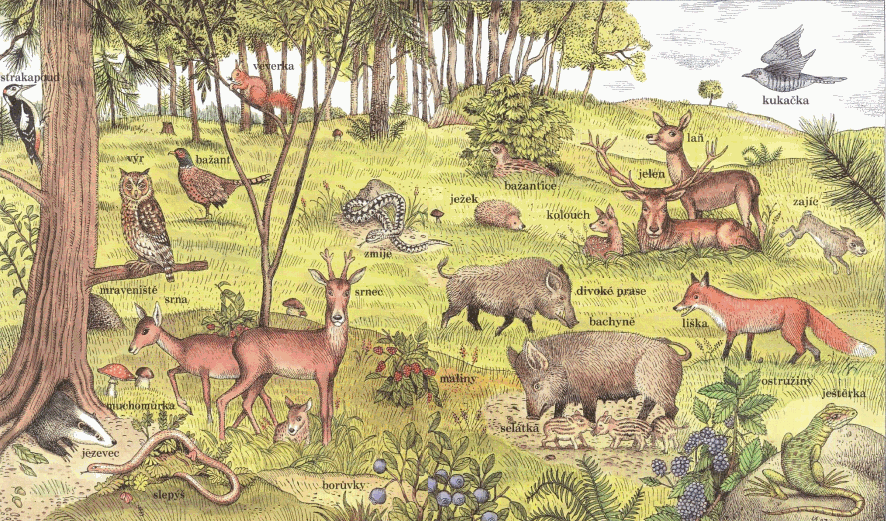 strakapoud
veverka
kukačka
výr
bažant
laň
bažantice
jelen
ježek
kolouch
zajíc
zmije
mraveniště
srna
srnec
divoké prase
bachyně
liška
maliny
ostružiny
ještěrka
muchomůrka
selátka
jezevec
borůvky
slepýš